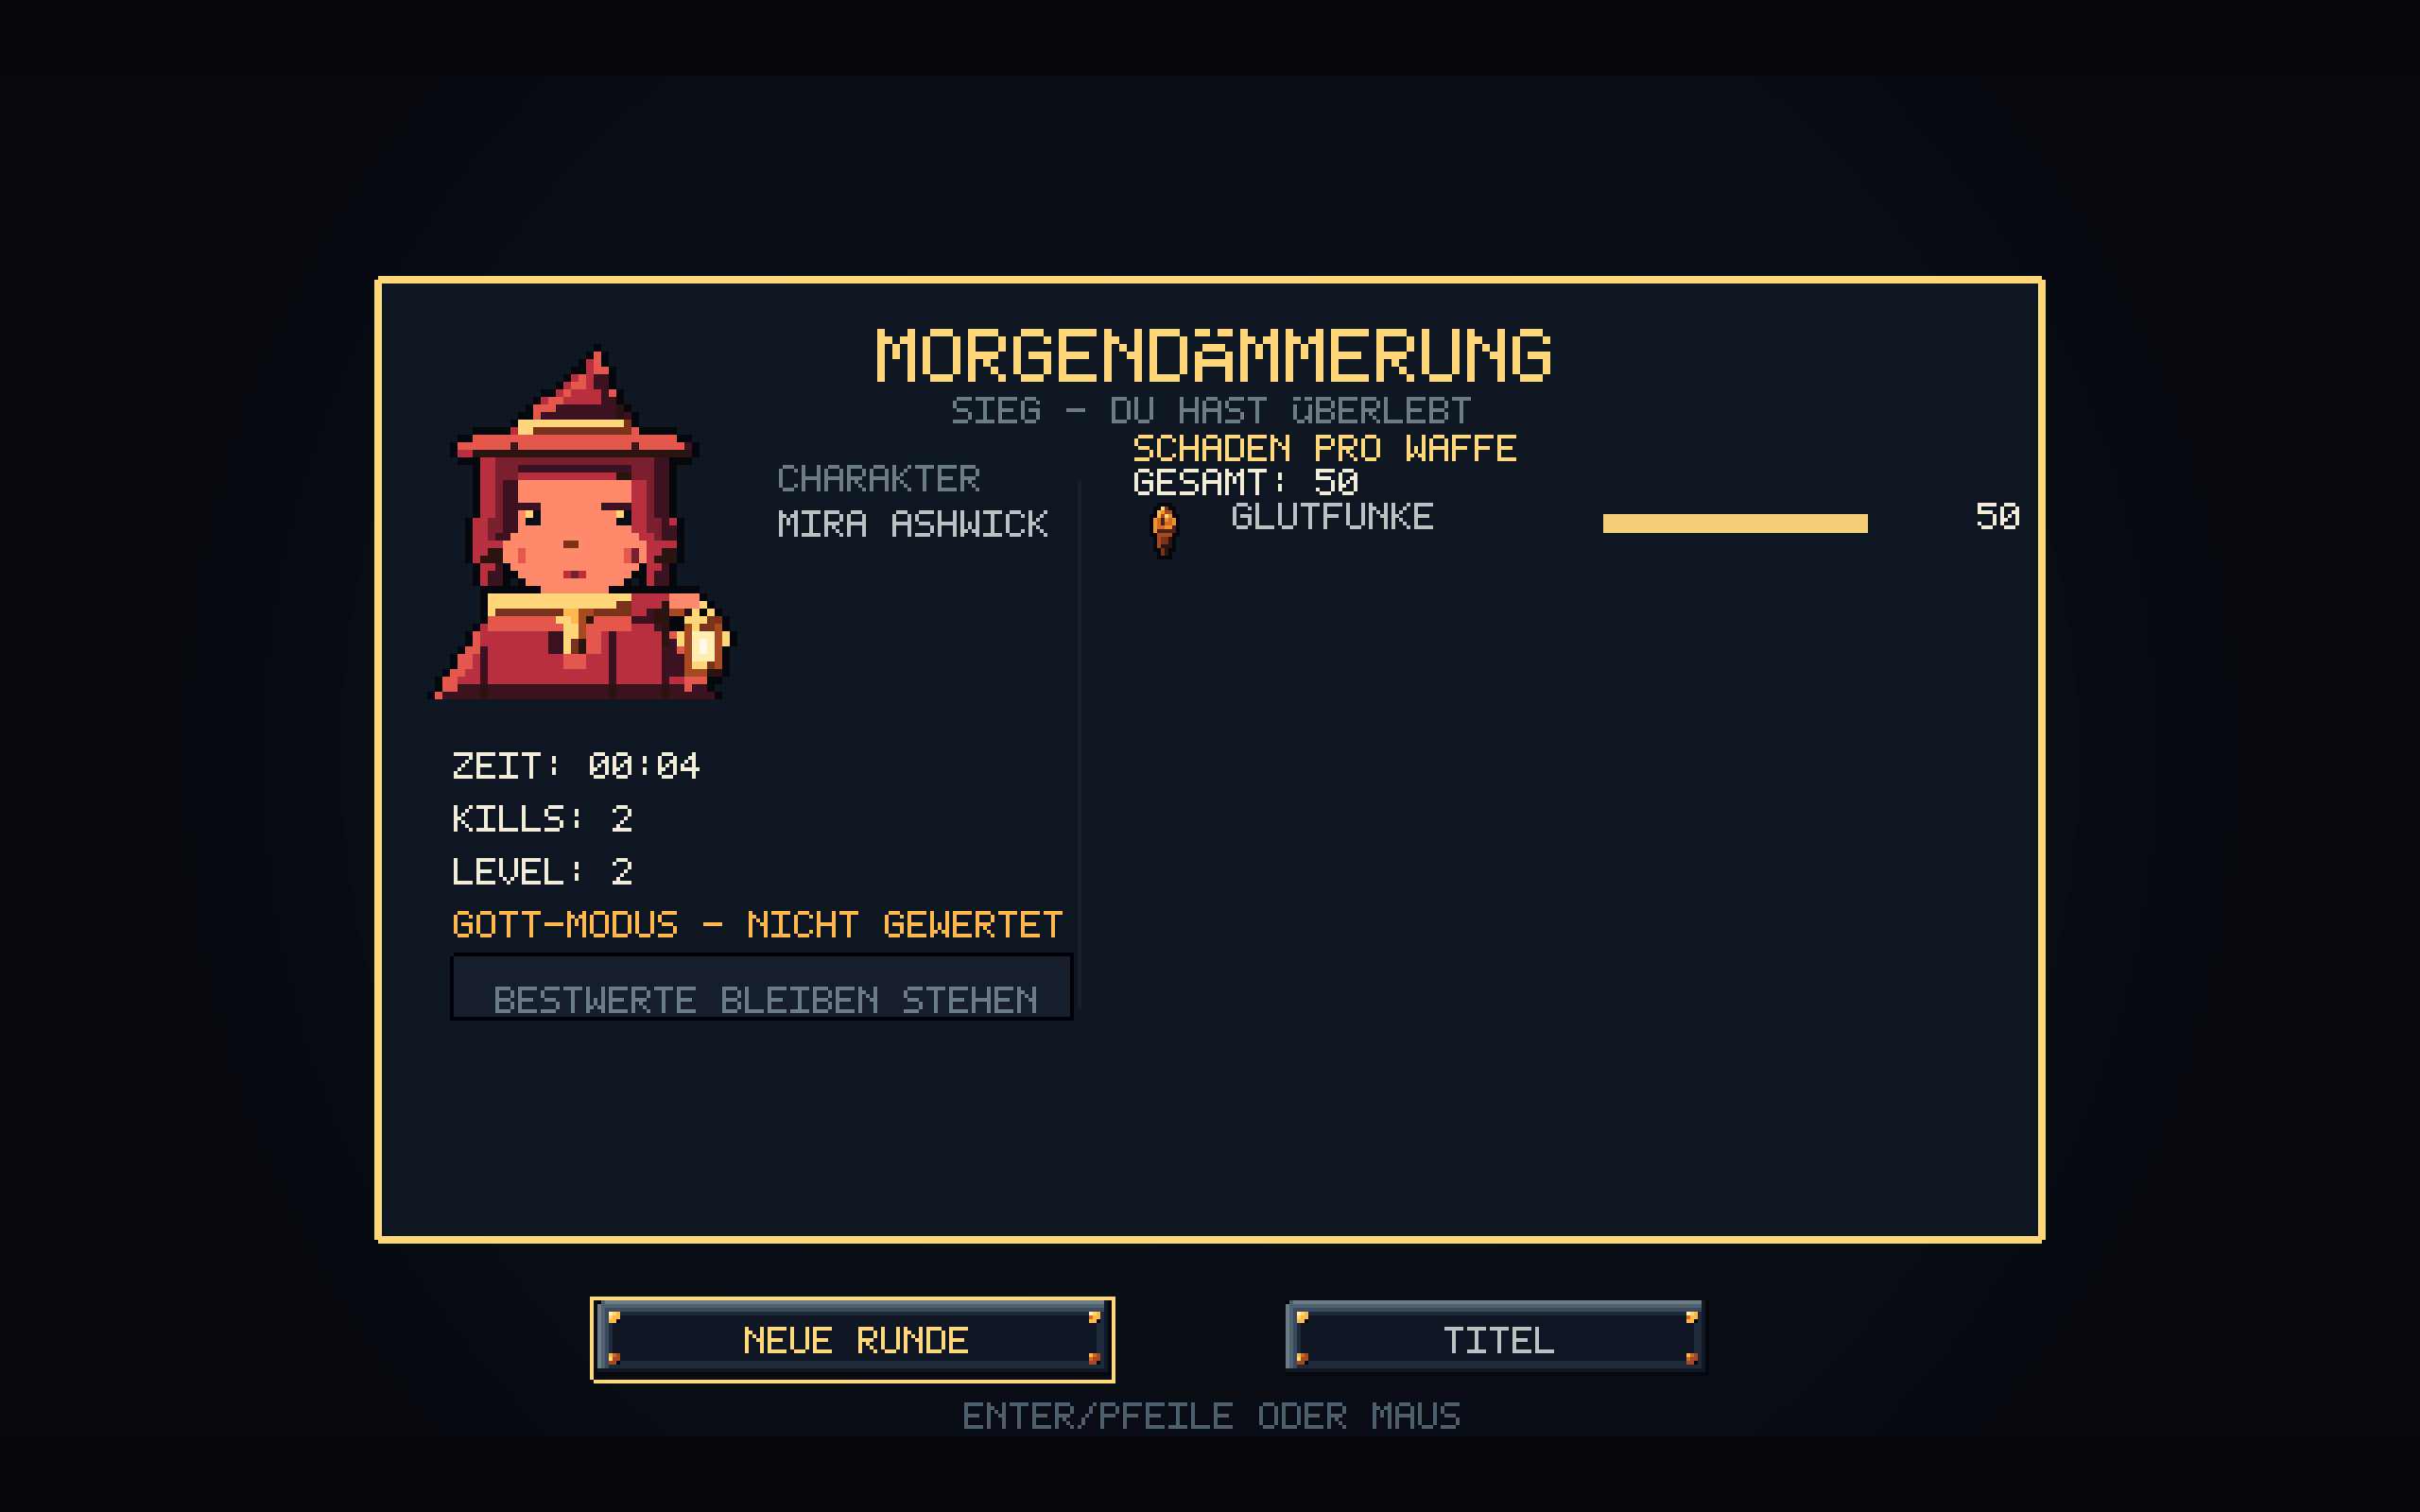 MORGENDäMMERUNG
SIEG - DU HAST üBERLEBT
CHARAKTER
MIRA ASHWICK
ZEIT: 00:04
KILLS: 2
LEVEL: 2
GOTT-MODUS - NICHT GEWERTET
BESTWERTE BLEIBEN STEHEN
SCHADEN PRO WAFFE
GESAMT: 50
GLUTFUNKE 50
NEUE RUNDE
TITEL
ENTER/PFEILE ODER MAUS